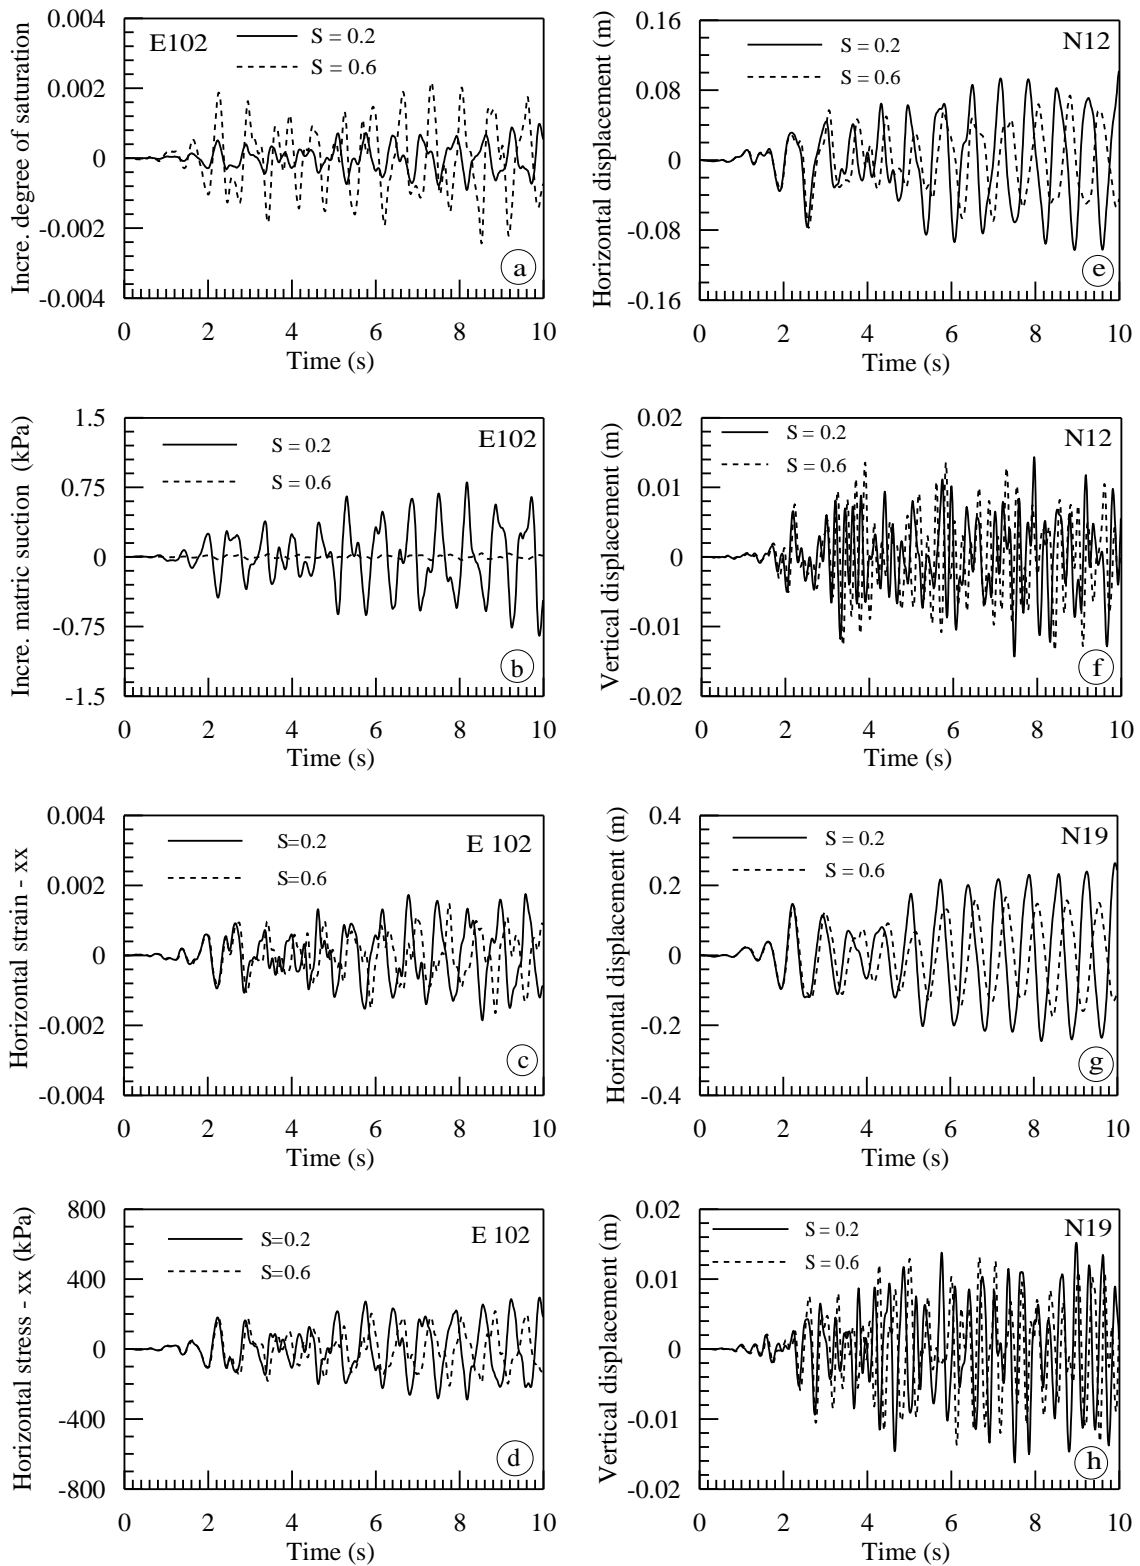 0.004
E102
S = 0.2
S = 0.6
0.002
0
-0.002
-0.004
Incre. degree of saturation
a
0 2 4 6 8 10
Time (s)
0.16
N12
S = 0.2
S = 0.6
0.08
0
-0.08
-0.16
Horizontal displacement (m)
e
0 2 4 6 8 10
Time (s)
1.5
E102
S = 0.2
S = 0.6
0.75
0
-0.75
-1.5
Incre. matric suction (kPa)
b
0 2 4 6 8 10
Time (s)
0.02
N12
S = 0.2
S = 0.6
0.01
0
-0.01
-0.02
Vertical displacement (m)
f
0 2 4 6 8 10
Time (s)
0.004
E 102
S=0.2
S=0.6
0.002
0
-0.002
-0.004
Horizontal strain - xx
c
0 2 4 6 8 10
Time (s)
0.4
N19
S = 0.2
S = 0.6
0.2
0
-0.2
-0.4
Horizontal displacement (m)
g
0 2 4 6 8 10
Time (s)
800
E 102
S=0.2
S=0.6
400
0
-400
-800
Horizontal stress - xx (kPa)
d
0 2 4 6 8 10
Time (s)
0.02
N19
S = 0.2
S = 0.6
0.01
0
-0.01
-0.02
Vertical displacement (m)
h
0 2 4 6 8 10
Time (s)